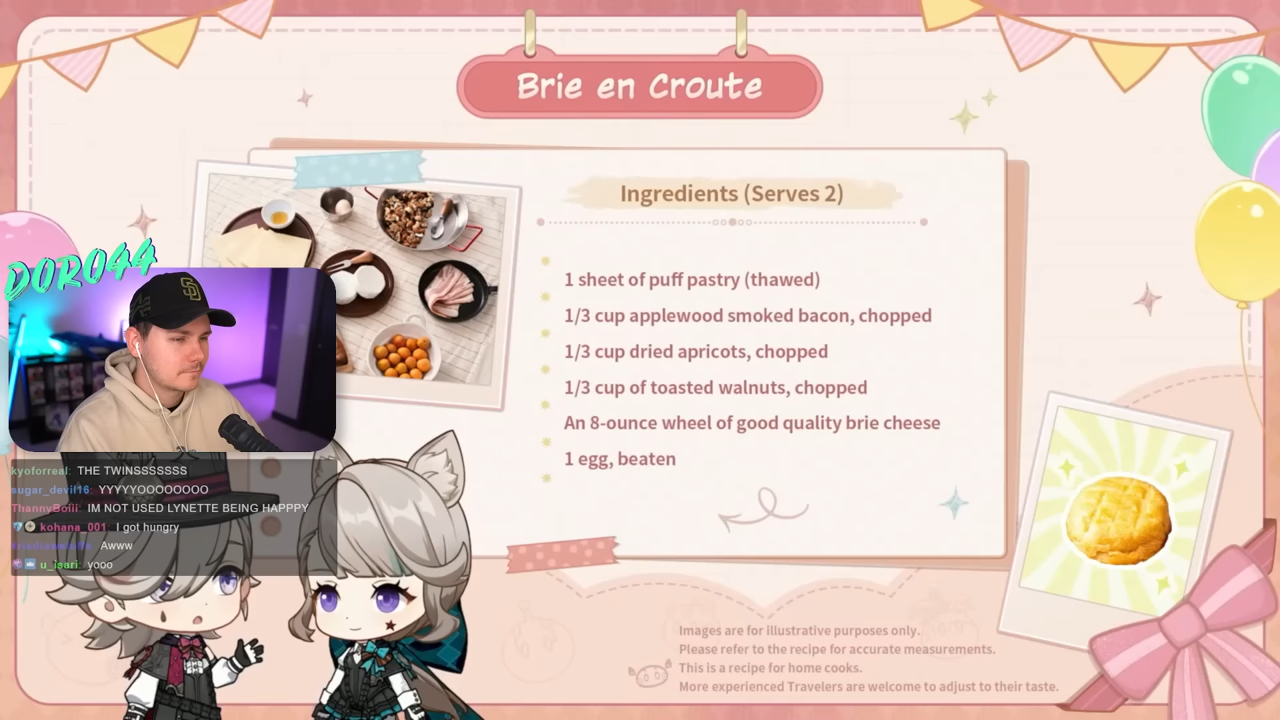 Brie en Croute
Ingredients (Serves 2)
1 sheet of puff pastry (thawed)
1/3 cup applewood smoked bacon, chopped
1/3 cup dried apricots, chopped
1/3 cup of toasted walnuts, chopped
An 8-ounce wheel of good quality brie cheese
1 egg, beaten
DORO44
kyoforreal: THE TWINSSSSSSS
sugar_devil16: YYYYYOOOOOOOO
ThannyBoiii: IM NOT USED LYNETTE BEING HAPPPY
kohana_001: I got hungry
Awww
u_isari: yooo
Images are for illustrative purposes only.
Please refer to the recipe for accurate measurements.
This is a recipe for home cooks.
More experienced Travelers are welcome to adjust to their taste.